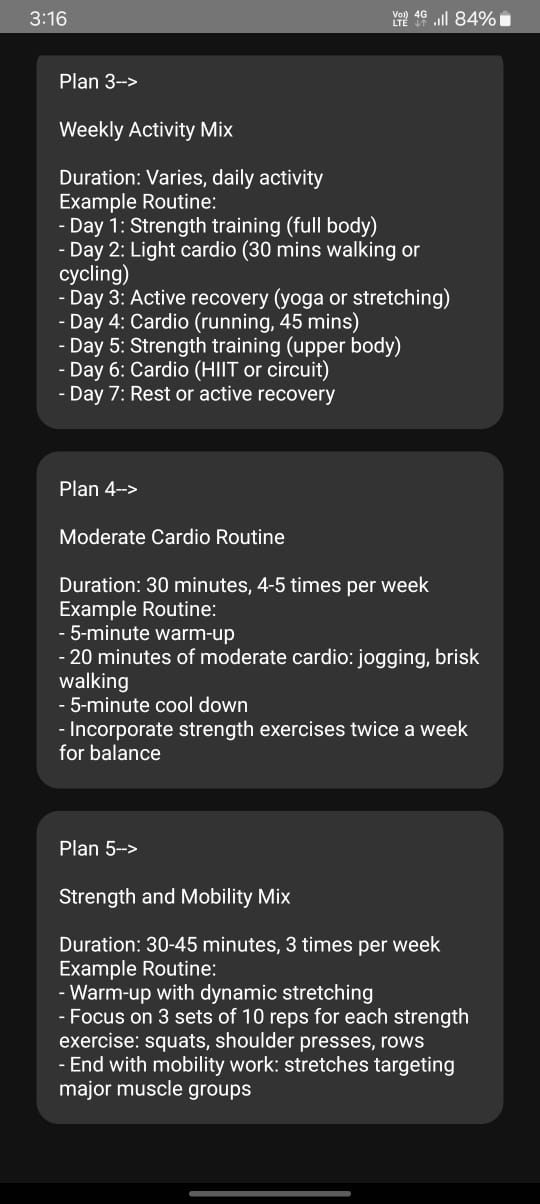 3:16
Vo)) LTE 4G 84%
Plan 3-->
Weekly Activity Mix
Duration: Varies, daily activity
Example Routine:
- Day 1: Strength training (full body)
- Day 2: Light cardio (30 mins walking or
cycling)
- Day 3: Active recovery (yoga or stretching)
- Day 4: Cardio (running, 45 mins)
- Day 5: Strength training (upper body)
- Day 6: Cardio (HIIT or circuit)
- Day 7: Rest or active recovery
Plan 4-->
Moderate Cardio Routine
Duration: 30 minutes, 4-5 times per week
Example Routine:
- 5-minute warm-up
- 20 minutes of moderate cardio: jogging, brisk
walking
- 5-minute cool down
- Incorporate strength exercises twice a week
for balance
Plan 5-->
Strength and Mobility Mix
Duration: 30-45 minutes, 3 times per week
Example Routine:
- Warm-up with dynamic stretching
- Focus on 3 sets of 10 reps for each strength
exercise: squats, shoulder presses, rows
- End with mobility work: stretches targeting
major muscle groups